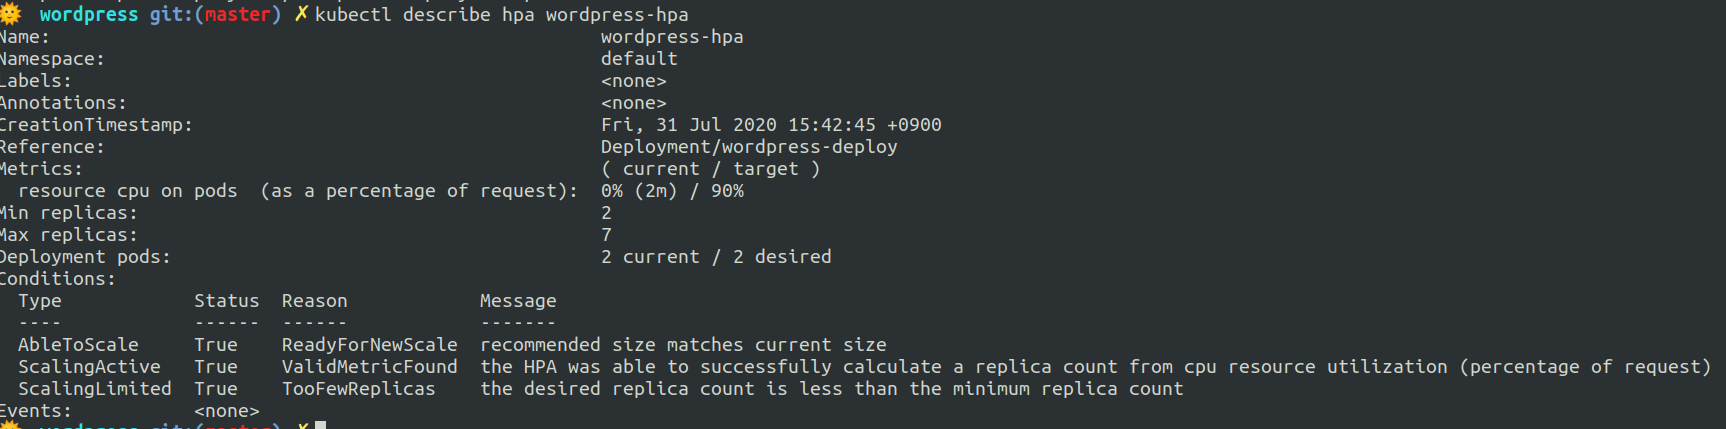 wordpress git:(master) ✗ kubectl describe hpa wordpress-hpa
Name: wordpress-hpa
Namespace: default
Labels: <none>
Annotations: <none>
CreationTimestamp: Fri, 31 Jul 2020 15:42:45 +0900
Reference: Deployment/wordpress-deploy
Metrics: ( current / target )
resource cpu on pods  (as a percentage of request): 0% (2m) / 90%
Min replicas: 2
Max replicas: 7
Deployment pods: 2 current / 2 desired
Conditions:
Type Status Reason Message
---- ------ ------ -------
AbleToScale True ReadyForNewScale recommended size matches current size
ScalingActive True ValidMetricFound the HPA was able to successfully calculate a replica count from cpu resource utilization (percentage of request)
ScalingLimited True TooFewReplicas the desired replica count is less than the minimum replica count
Events: <none>
wordpress git:(master) ✗